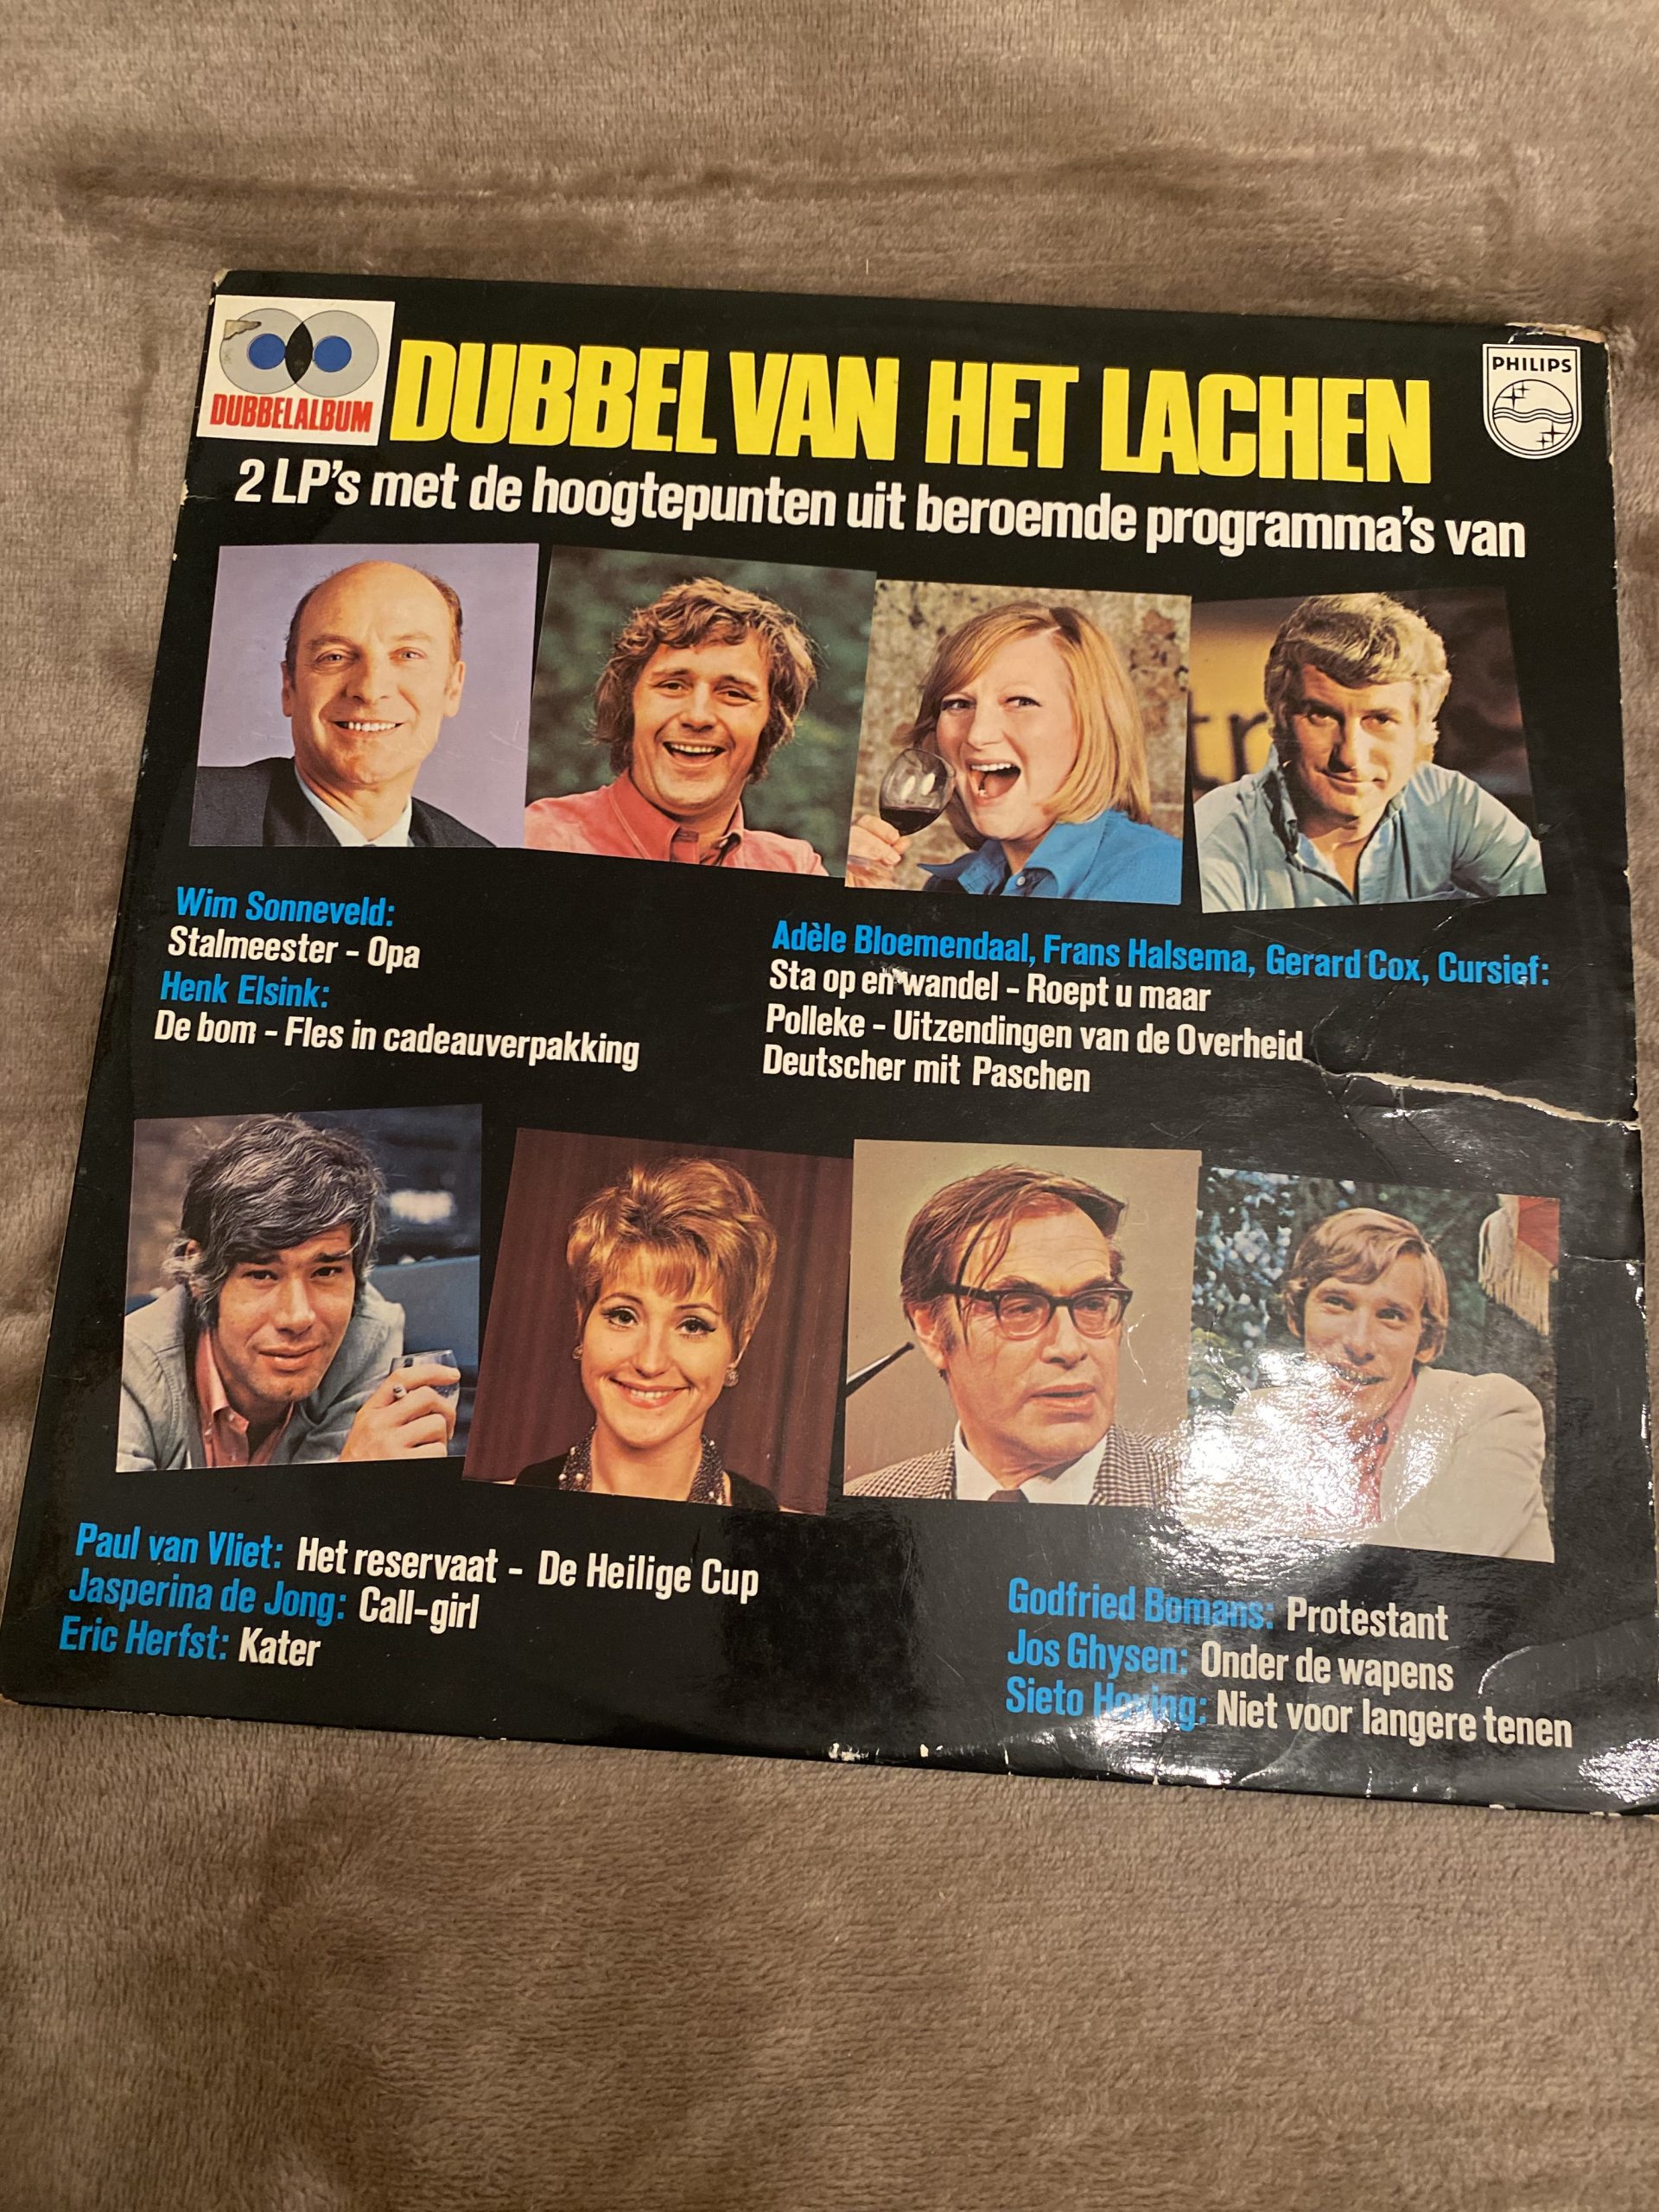 DUBBELALBUM
DUBBEL VAN HET LACHEN
PHILIPS
2 LP's met de hoogtepunten uit beroemde programma's van
tr
Wim Sonneveld:
Stalmeester - Opa
Henk Elsink:
De bom - Fles in cadeauverpakking
Adèle Bloemendaal, Frans Halsema, Gerard Cox, Cursief:
Sta op en wandel - Roept u maar
Polleke - Uitzendingen van de Overheid
Deutscher mit Paschen
Paul van Vliet: Het reservaat - De Heilige Cup
Jasperina de Jong: Call-girl
Eric Herfst: Kater
Godfried Bomans: Protestant
Jos Ghysen: Onder de wapens
Sieto Hoving: Niet voor langere tenen